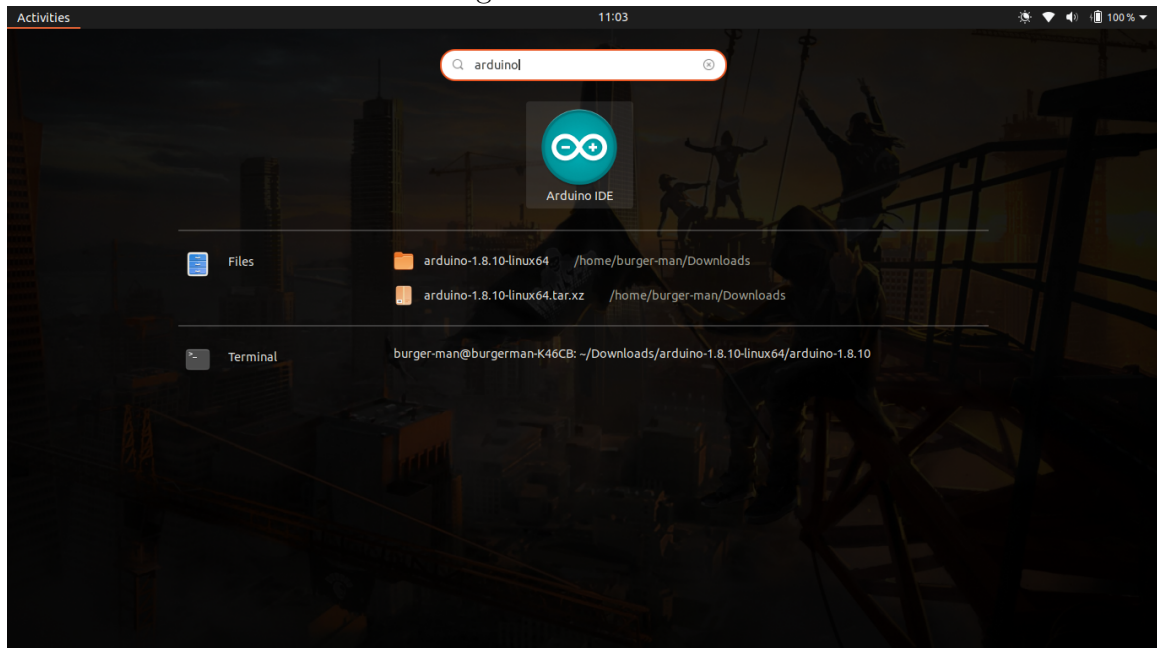 Activities 11:03 100 %
arduino
Arduino IDE
Files arduino-1.8.10-linux64 /home/burger-man/Downloads
arduino-1.8.10-linux64.tar.xz /home/burger-man/Downloads
Terminal burger-man@burgerman-K46CB: ~/Downloads/arduino-1.8.10-linux64/arduino-1.8.10